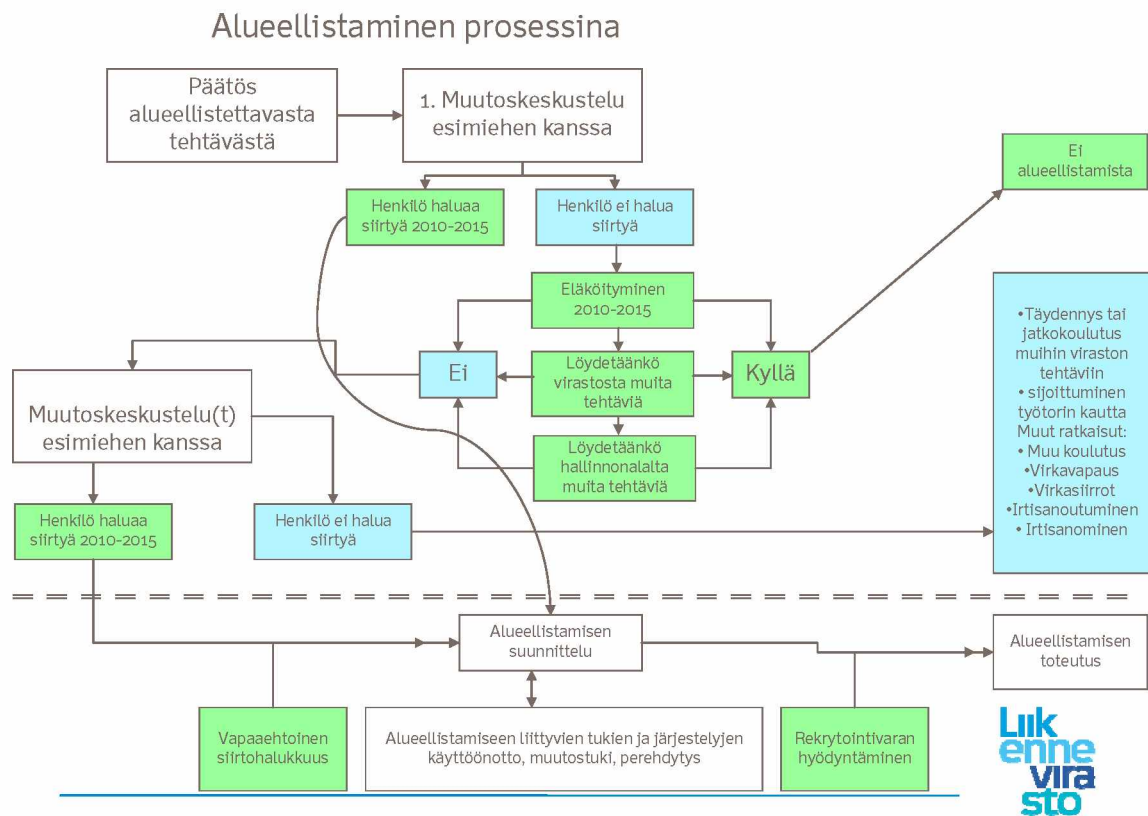 Alueellistaminen prosessina
Päätös
alueellistettavasta
tehtävästä
1. Muutoskeskustelu
esimiehen kanssa
Ei
alueellistamista
Henkilö haluaa
siirtyä 2010-2015
Henkilö ei halua
siirtyä
Eläköityminen
2010-2015
Ei
Löydetäänkö
virastosta muita
tehtäviä
Kyllä
Löydetäänkö
hallinnonalalta
muita tehtäviä
•Täydennys tai
jatkokoulutus
muihin viraston
tehtäviin
• sijoittuminen
työtorin kautta
Muut ratkaisut:
• Muu koulutus
•Virkavapaus
•Virkasiirrot
•Irtisanoutuminen
• Irtisanominen
Muutoskeskustelu(t)
esimiehen kanssa
Henkilö haluaa
siirtyä 2010-2015
Henkilö ei halua
siirtyä
Alueellistamisen
suunnittelu
Alueellistamisen
toteutus
Vapaaehtoinen
siirtohalukkuus
Alueellistamiseen liittyvien tukien ja järjestelyjen
käyttöönotto, muutostuki, perehdytys
Rekrytointivaran
hyödyntäminen
Liik
enne
vira
sto